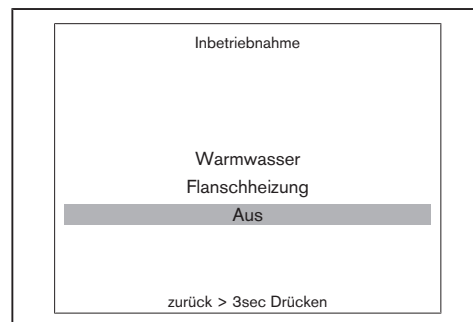 Inbetriebnahme
Warmwasser
Flanschheizung
Aus
zurück > 3sec Drücken